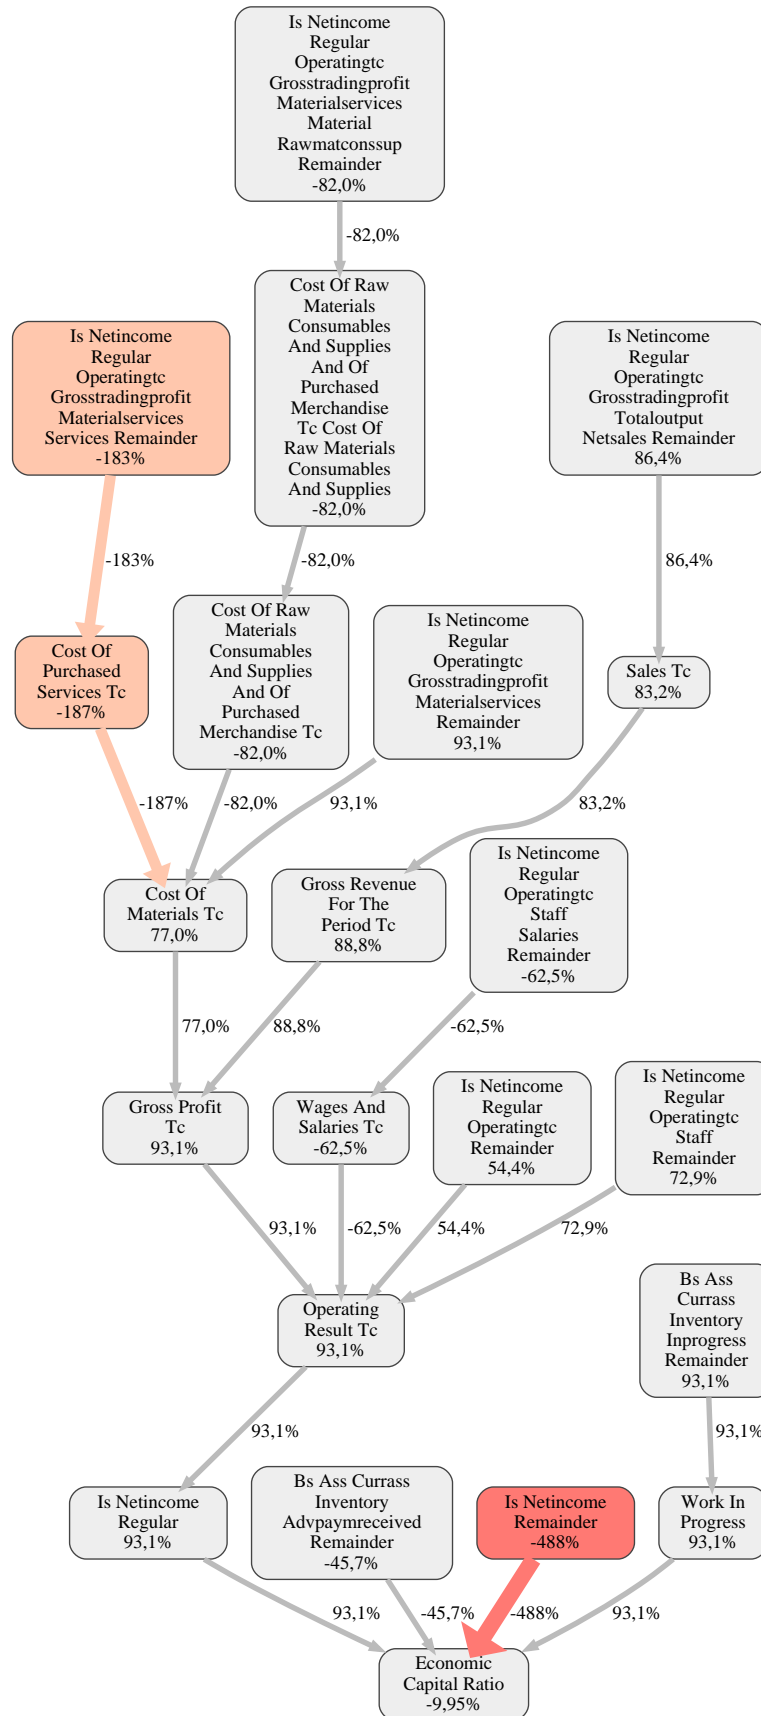 Is Netincome
Regular
Operatingtc
Grosstradingprofit
Materialservices
Material
Rawmatconssup
Remainder
-82,0%
-82,0%
Cost Of Raw
Materials
Consumables
And Supplies
And Of
Purchased
Merchandise
Tc Cost Of
Raw Materials
Consumables
And Supplies
-82,0%
Is Netincome
Regular
Operatingtc
Grosstradingprofit
Materialservices
Services Remainder
-183%
Is Netincome
Regular
Operatingtc
Grosstradingprofit
Totaloutput
Netsales Remainder
86,4%
-183%
-82,0%
86,4%
Cost Of
Purchased
Services Tc
-187%
Cost Of Raw
Materials
Consumables
And Supplies
And Of
Purchased
Merchandise Tc
-82,0%
Is Netincome
Regular
Operatingtc
Grosstradingprofit
Materialservices
Remainder
93,1%
Sales Tc
83,2%
-187%
-82,0%
93,1%
83,2%
Cost Of
Materials Tc
77,0%
Gross Revenue
For The
Period Tc
88,8%
Is Netincome
Regular
Operatingtc
Staff
Salaries
Remainder
-62,5%
77,0%
88,8%
-62,5%
Gross Profit
Tc
93,1%
Wages And
Salaries Tc
-62,5%
Is Netincome
Regular
Operatingtc
Remainder
54,4%
Is Netincome
Regular
Operatingtc
Staff
Remainder
72,9%
93,1%
-62,5%
54,4%
72,9%
Operating
Result Tc
93,1%
Bs Ass
Currass
Inventory
Inprogress
Remainder
93,1%
93,1%
93,1%
Is Netincome
Regular
93,1%
Bs Ass Currass
Inventory
Advpaymreceived
Remainder
-45,7%
Is Netincome
Remainder
-488%
Work In
Progress
93,1%
93,1%
-45,7%
-488%
93,1%
Economic
Capital Ratio
-9,95%